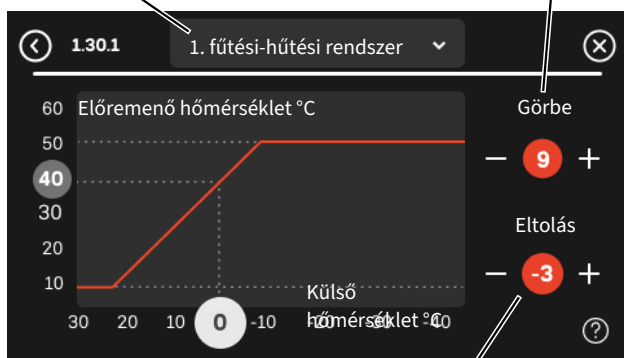 1.30.1
1. fűtési-hűtési rendszer
60
Előremenő hőmérséklet °C
50
40
30
20
10
Görbe
− 9 +
Eltolás
− -3 +
Külső
hőmérséklet °C
30 20 10 0 -10 -20 -30 -40
?